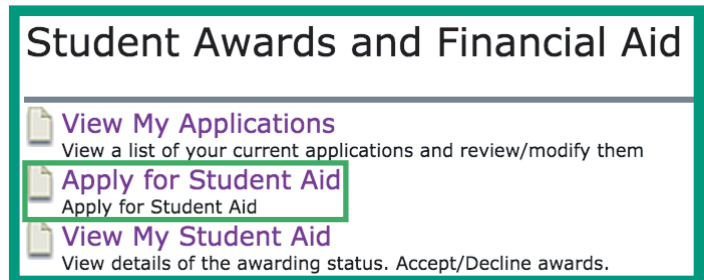 Student Awards and Financial Aid
View My Applications
View a list of your current applications and review/modify them
Apply for Student Aid
Apply for Student Aid
View My Student Aid
View details of the awarding status. Accept/Decline awards.